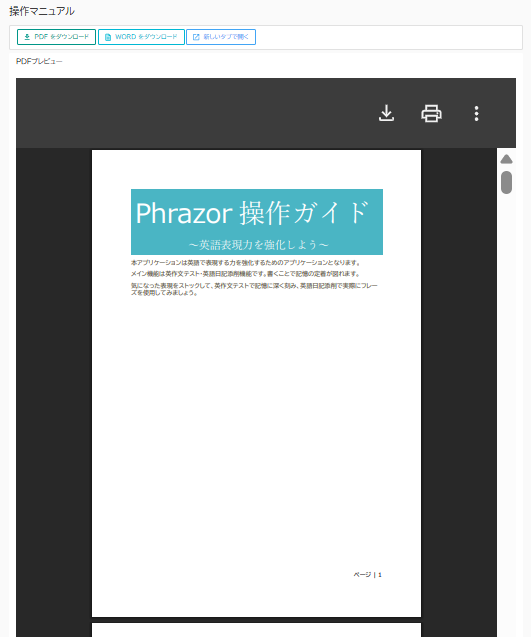 操作マニュアル
PDF をダウンロード
WORD をダウンロード
新しいタブで開く
PDFプレビュー
Phrazor 操作ガイド
～英語表現力を強化しよう～
本アプリケーションは英語で表現する力を強化するためのアプリケーションとなります。
メイン機能は英作文テスト・英語日記添削機能です。書くことで記憶の定着が図れます。
気になった表現をストックして、英作文テストで記憶に深く刻み、英語日記添削で実際にフレー
ズを使用してみましょう。
ページ | 1